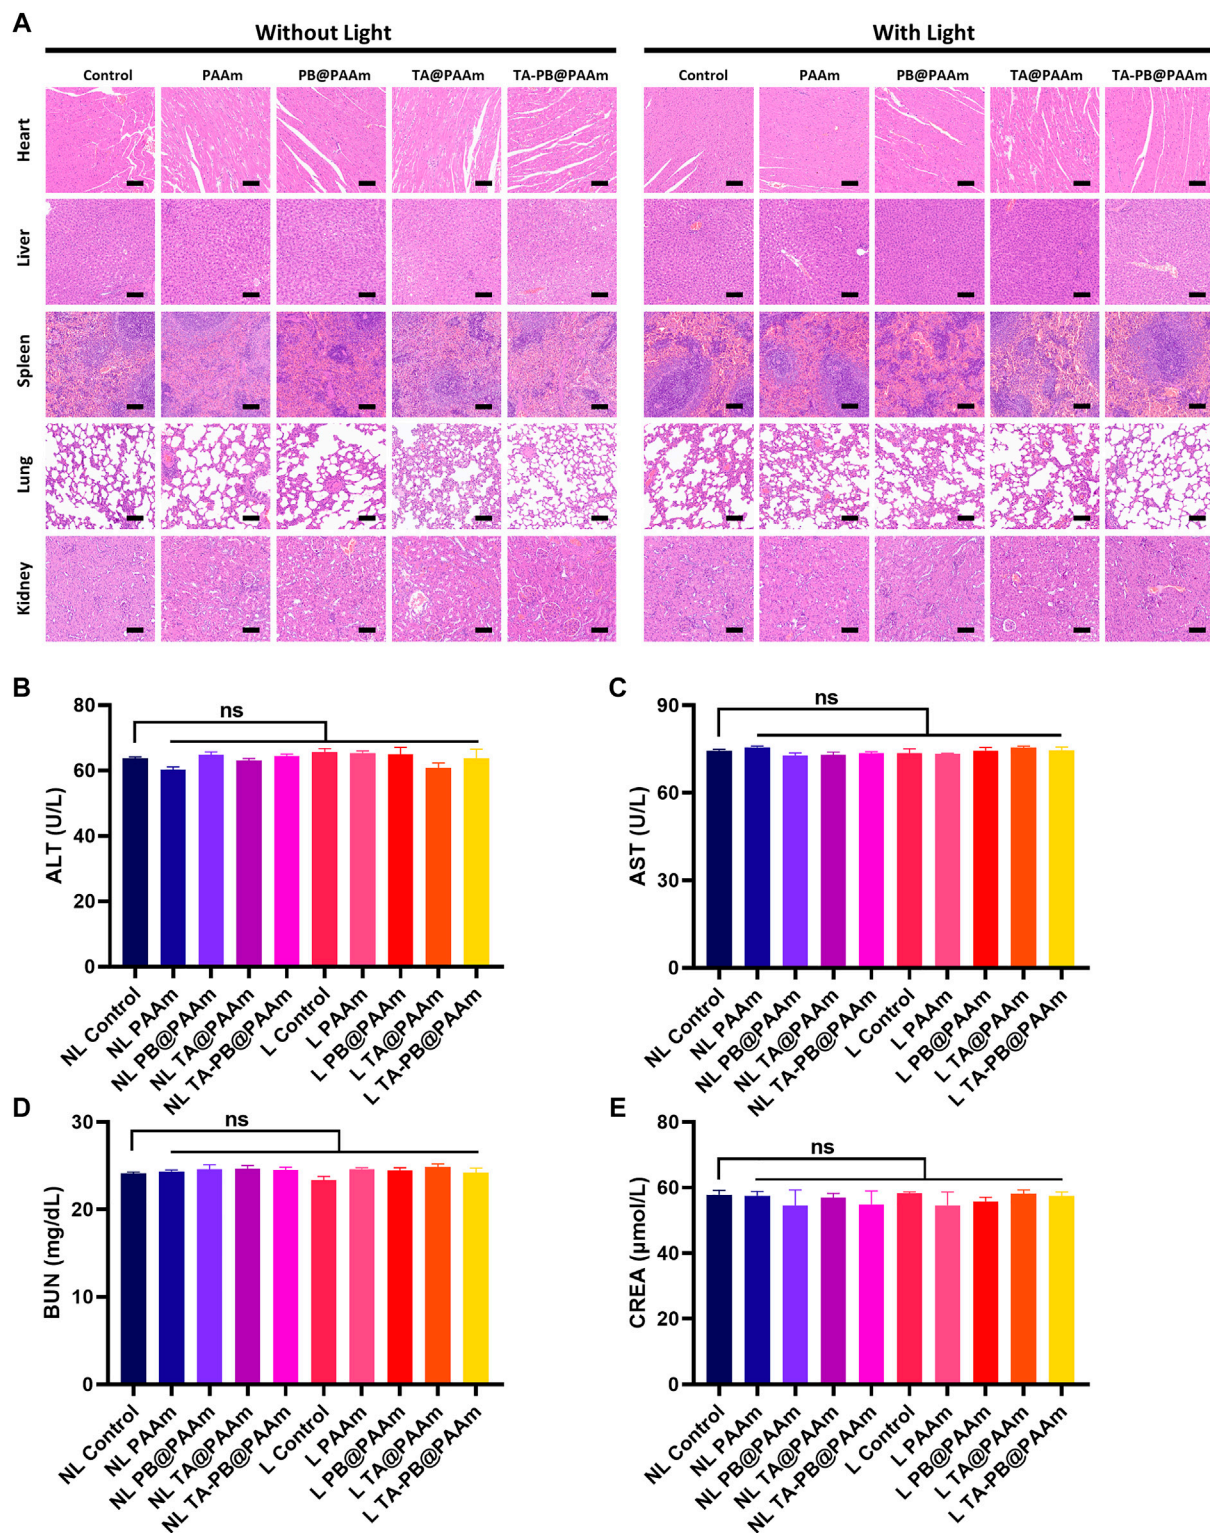 A
Without Light
With Light
Control PAAm PB@PAAm TA@PAAm TA-PB@PAAm
Control PAAm PB@PAAm TA@PAAm TA-PB@PAAm
Heart
Liver
Spleen
Lung
Kidney
B
80
60
40
20
0
ALT (U/L)
ns
NL Control
NL PAAm
NL PB@PAAm
NL TA@PAAm
NL TA-PB@PAAm
L Control
L PAAm
L PB@PAAm
L TA@PAAm
L TA-PB@PAAm
C
90
60
30
0
AST (U/L)
ns
NL Control
NL PAAm
NL PB@PAAm
NL TA@PAAm
NL TA-PB@PAAm
L Control
L PAAm
L PB@PAAm
L TA@PAAm
L TA-PB@PAAm
D
30
20
10
0
BUN (mg/dL)
ns
NL Control
NL PAAm
NL PB@PAAm
NL TA@PAAm
NL TA-PB@PAAm
L Control
L PAAm
L PB@PAAm
L TA@PAAm
L TA-PB@PAAm
E
80
60
40
20
0
CREA (μmol/L)
ns
NL Control
NL PAAm
NL PB@PAAm
NL TA@PAAm
NL TA-PB@PAAm
L Control
L PAAm
L PB@PAAm
L TA@PAAm
L TA-PB@PAAm